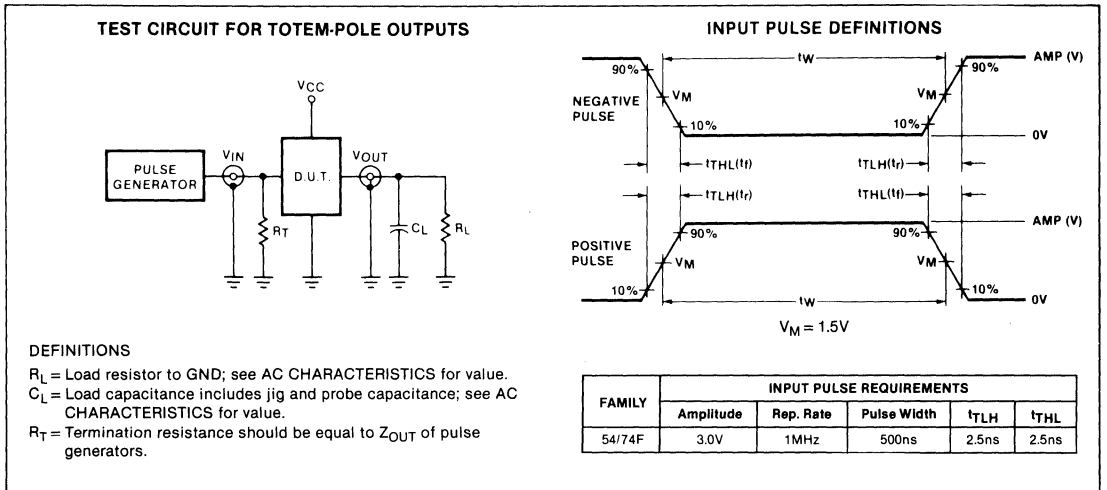 TEST CIRCUIT FOR TOTEM-POLE OUTPUTS
VCC
PULSE
GENERATOR
VIN
D.U.T.
VOUT
RT
CL
RL
DEFINITIONS
RL = Load resistor to GND; see AC CHARACTERISTICS for value.
CL = Load capacitance includes jig and probe capacitance; see AC
CHARACTERISTICS for value.
RT = Termination resistance should be equal to ZOUT of pulse
generators.
INPUT PULSE DEFINITIONS
90% tW 90% AMP (V)
NEGATIVE
PULSE
VM VM
10% 10% 0V
tTHL(tf) tTLH(tr)
tTLH(tr) tTHL(tf)
AMP (V)
90% 90%
POSITIVE
PULSE
VM VM
10% tW 10% 0V
VM = 1.5V
FAMILY INPUT PULSE REQUIREMENTS
Amplitude Rep. Rate Pulse Width tTLH tTHL
54/74F 3.0V 1MHz 500ns 2.5ns 2.5ns